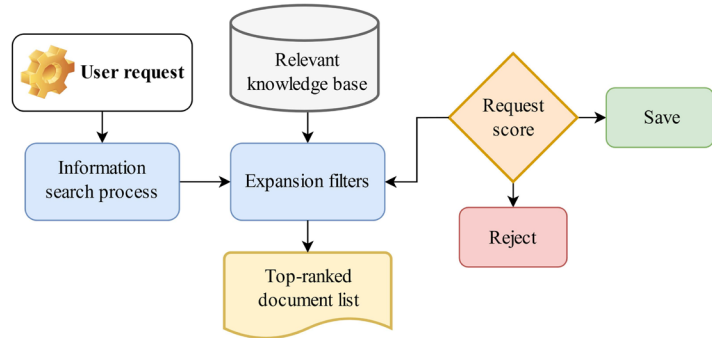 User request
Relevant
knowledge base
Request
score
Save
Information
search process
Expansion filters
Reject
Top-ranked
document list